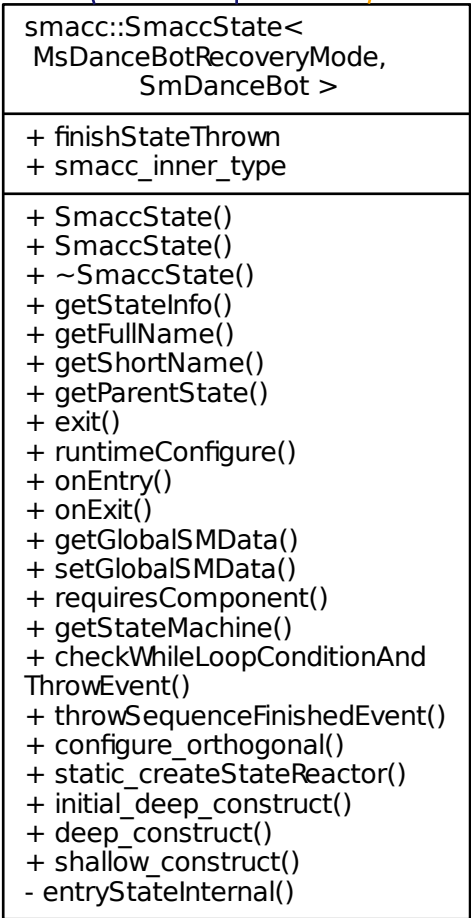 smacc::SmaccState<
MsDanceBotRecoveryMode,
SmDanceBot >
+ finishStateThrown
+ smacc_inner_type
+ SmaccState()
+ SmaccState()
+ ~SmaccState()
+ getStateInfo()
+ getFullName()
+ getShortName()
+ getParentState()
+ exit()
+ runtimeConfigure()
+ onEntry()
+ onExit()
+ getGlobalSMData()
+ setGlobalSMData()
+ requiresComponent()
+ getStateMachine()
+ checkWhileLoopConditionAnd
ThrowEvent()
+ throwSequenceFinishedEvent()
+ configure_orthogonal()
+ static_createStateReactor()
+ initial_deep_construct()
+ deep_construct()
+ shallow_construct()
- entryStateInternal()